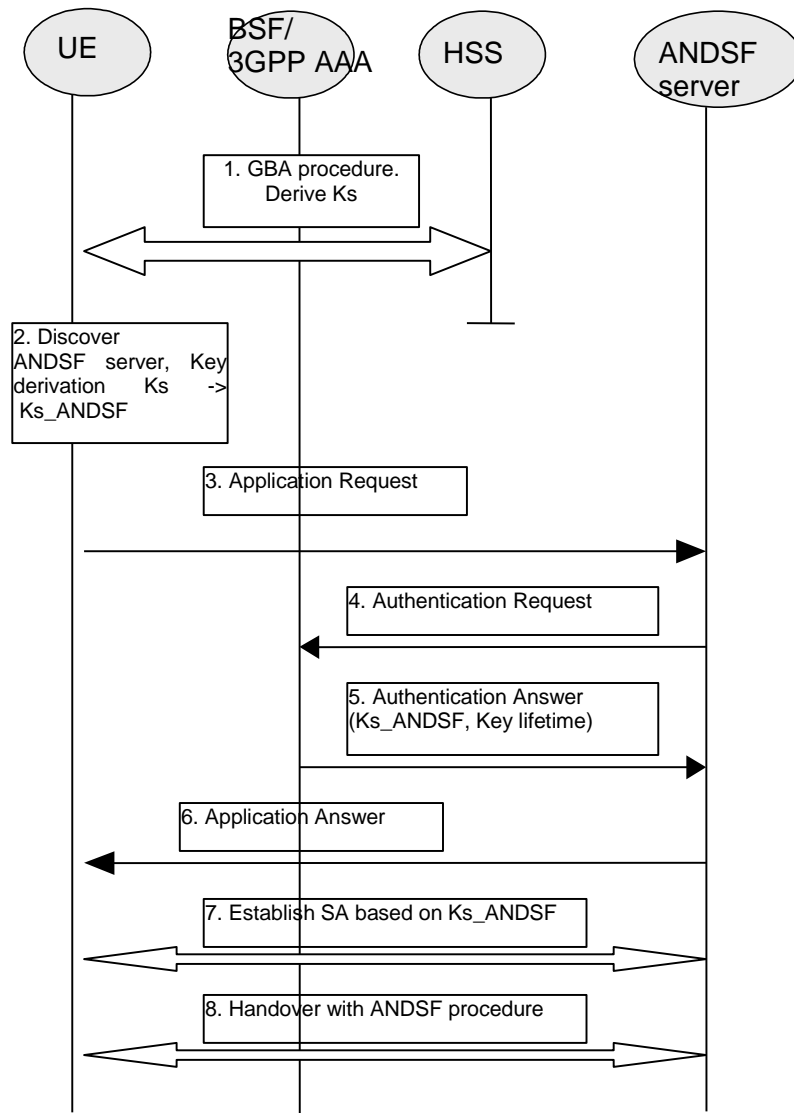 UE
BSF/
3GPP AAA
HSS
ANDSF
server
1. GBA procedure.
Derive Ks
2. Discover
ANDSF server, Key
derivation Ks ->
Ks_ANDSF
3. Application Request
4. Authentication Request
5. Authentication Answer
(Ks_ANDSF, Key lifetime)
6. Application Answer
7. Establish SA based on Ks_ANDSF
8. Handover with ANDSF procedure